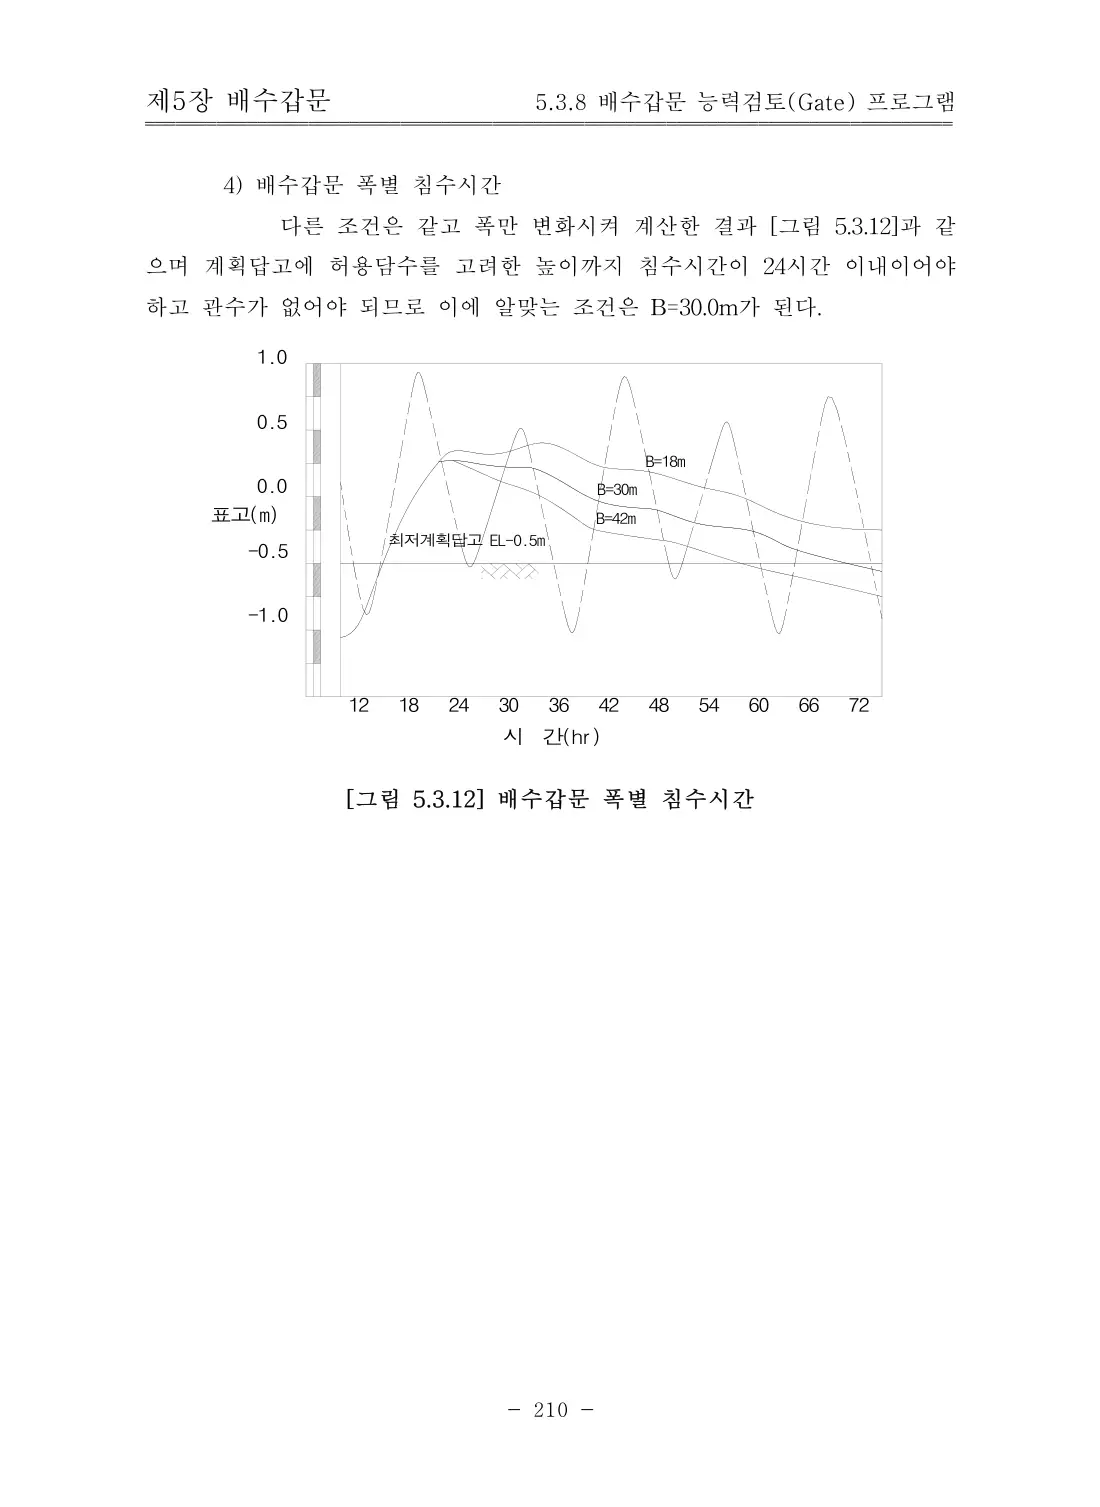 제5장 배수갑문 5.3.8 배수갑문 능력검토(Gate) 프로그램
4) 배수갑문 폭별 침수시간
다른 조건은 같고 폭만 변화시켜 계산한 결과 [그림 5.3.12]과 같
으며 계획답고에 허용담수를 고려한 높이까지 침수시간이 24시간 이내이어야
하고 관수가 없어야 되므로 이에 알맞는 조건은 B=30.0m가 된다.
1.0
0.5
0.0
표고(m)
-0.5
-1.0
B=18m
B=30m
B=42m
최저계획답고 EL-0.5m
12 18 24 30 36 42 48 54 60 66 72
시 간(hr)
[그림 5.3.12] 배수갑문 폭별 침수시간
- 210 -